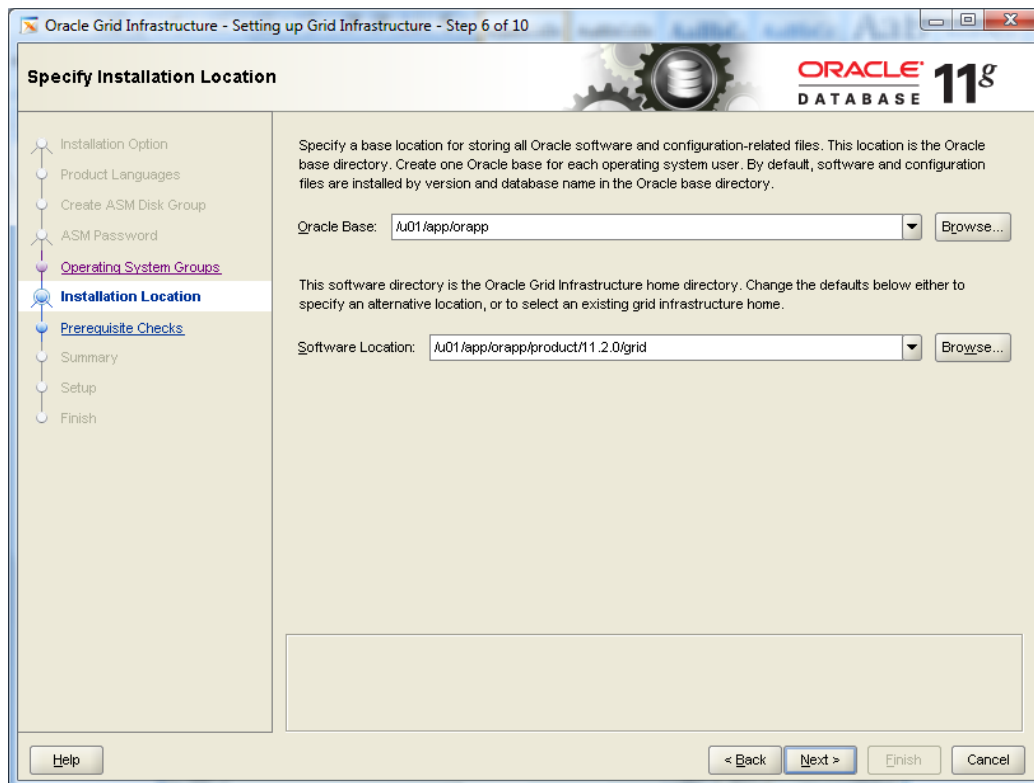 Oracle Grid Infrastructure - Setting up Grid Infrastructure - Step 6 of 10
Specify Installation Location
ORACLE
DATABASE
11g
Installation Option
Product Languages
Create ASM Disk Group
ASM Password
Operating System Groups
Installation Location
Prerequisite Checks
Summary
Setup
Finish
Specify a base location for storing all Oracle software and configuration-related files. This location is the Oracle
base directory. Create one Oracle base for each operating system user. By default, software and configuration
files are installed by version and database name in the Oracle base directory.
Oracle Base: /u01/app/orapp Browse...
This software directory is the Oracle Grid Infrastructure home directory. Change the defaults below either to
specify an alternative location, or to select an existing grid infrastructure home.
Software Location: /u01/app/orapp/product/11.2.0/grid Browse...
Help < Back Next > Finish Cancel